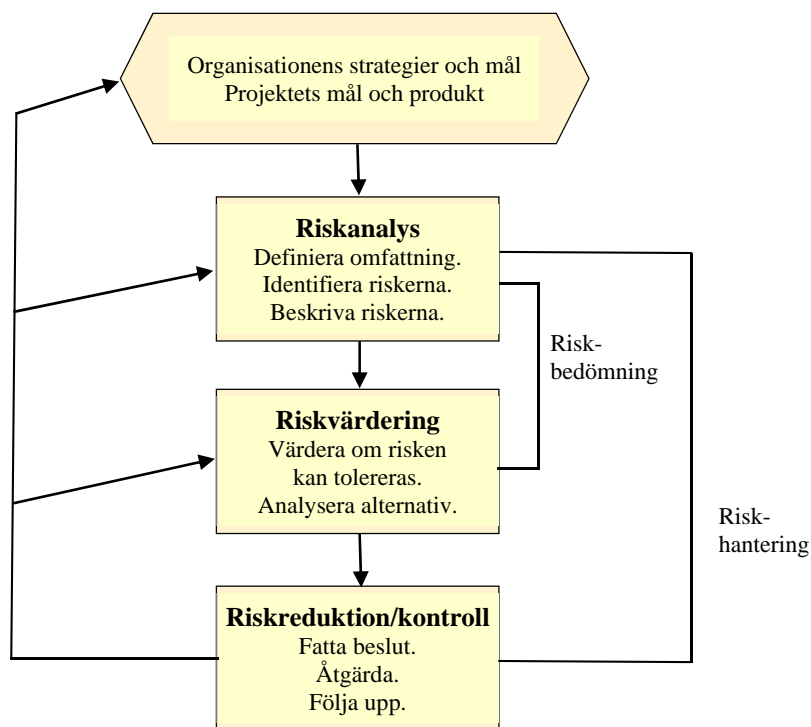 Organisationens strategier och mål
Projektets mål och produkt
Riskanalys
Definiera omfattning.
Identifiera riskerna.
Beskriva riskerna.
Risk-
bedömning
Riskvärdering
Värdera om risken
kan tolereras.
Analysera alternativ.
Risk-
hantering
Riskreduktion/kontroll
Fatta beslut.
Åtgärda.
Följa upp.